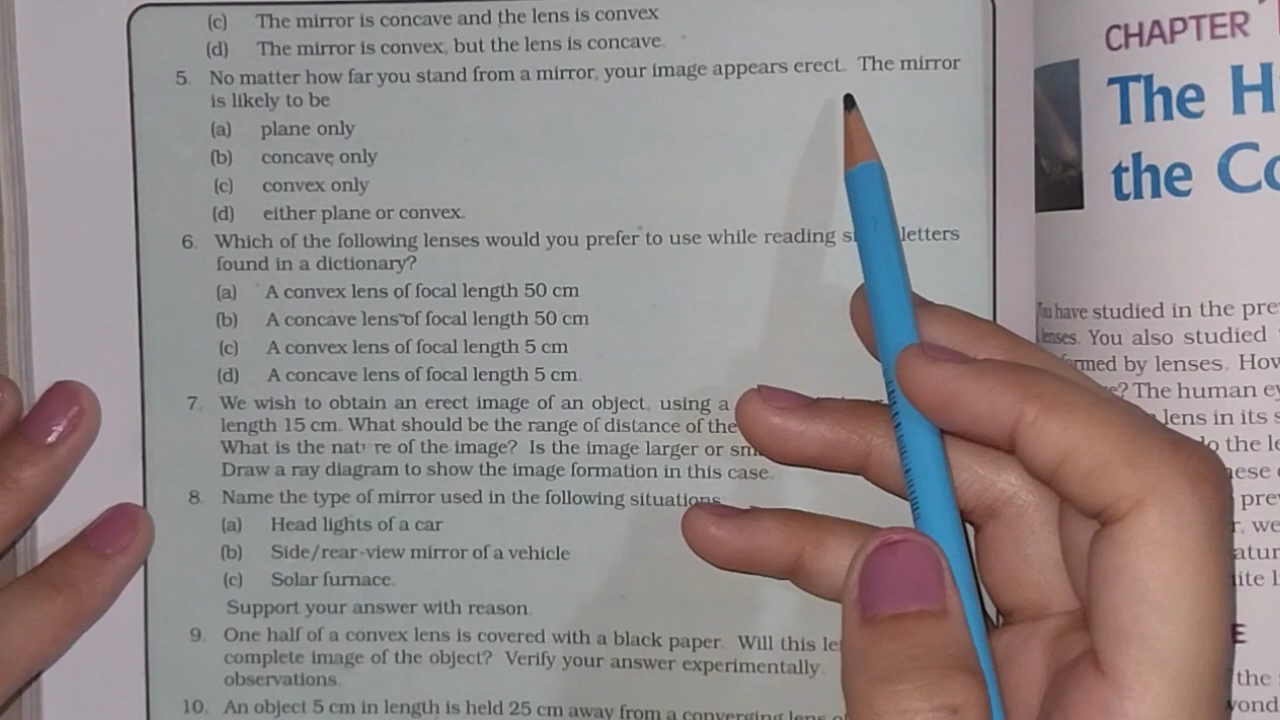 (c) The mirror is concave and the lens is convex
(d) The mirror is convex, but the lens is concave.
5. No matter how far you stand from a mirror, your image appears erect. The mirror
is likely to be
(a) plane only
(b) concave only
(c) convex only
(d) either plane or convex.
6. Which of the following lenses would you prefer to use while reading letters
found in a dictionary?
(a) A convex lens of focal length 50 cm
(b) A concave lens of focal length 50 cm
(c) A convex lens of focal length 5 cm
(d) A concave lens of focal length 5 cm.
7. We wish to obtain an erect image of an object, using a
length 15 cm. What should be the range of distance of the
What is the nature of the image? Is the image larger or
Draw a ray diagram to show the image formation in this case.
8. Name the type of mirror used in the following situations.
(a) Head lights of a car
(b) Side/rear-view mirror of a vehicle
(c) Solar furnace.
Support your answer with reason.
9. One half of a convex lens is covered with a black paper. Will this
complete image of the object? Verify your answer experimentally.
observations.
10. An object 5 cm in length is held 25 cm away from a converging lens
CHAPTER
The H
the Co
You have studied in the pre
lenses. You also studied
formed by lenses. How
The human ey
lens in its
do the
these
the